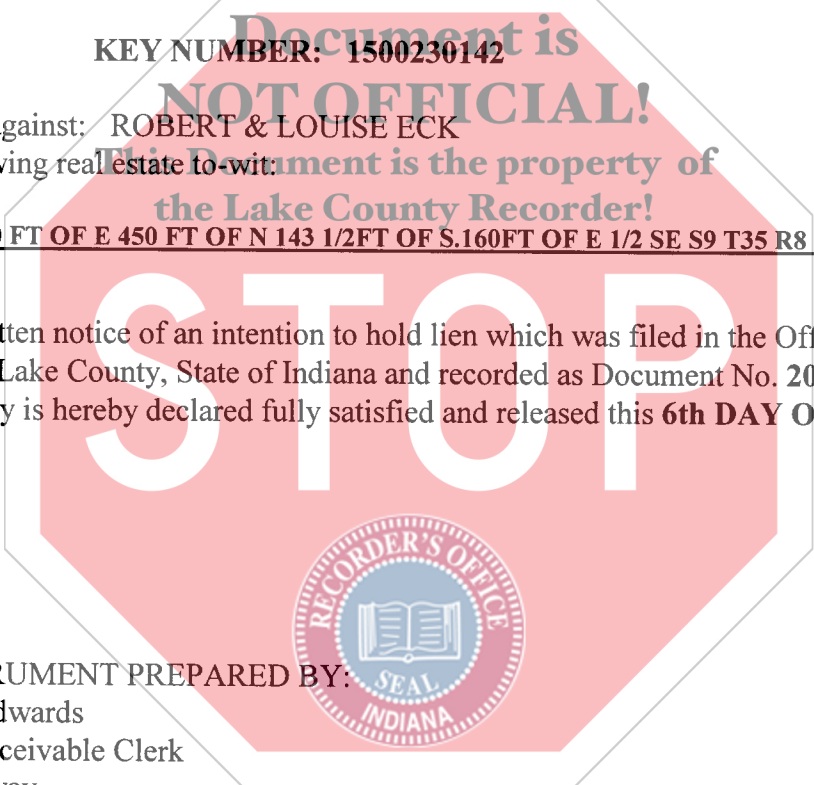 Document is
KEY NUMBER: 1500230142
NOT OFFICIAL!
gainst: ROBERT & LOUISE ECK
This Document is the property of
ving real estate to-wit:
the Lake County Recorder!
FT OF E 450 FT OF N 143 1/2FT OF S.160FT OF E 1/2 SE S9 T35 R8
STOP
tten notice of an intention to hold lien which was filed in the Off
Lake County, State of Indiana and recorded as Document No. 20
y is hereby declared fully satisfied and released this 6th DAY O
RECORDER'S OFFICE
SEAL
INDIANA
RUMENT PREPARED BY:
dwards
ceivable Clerk